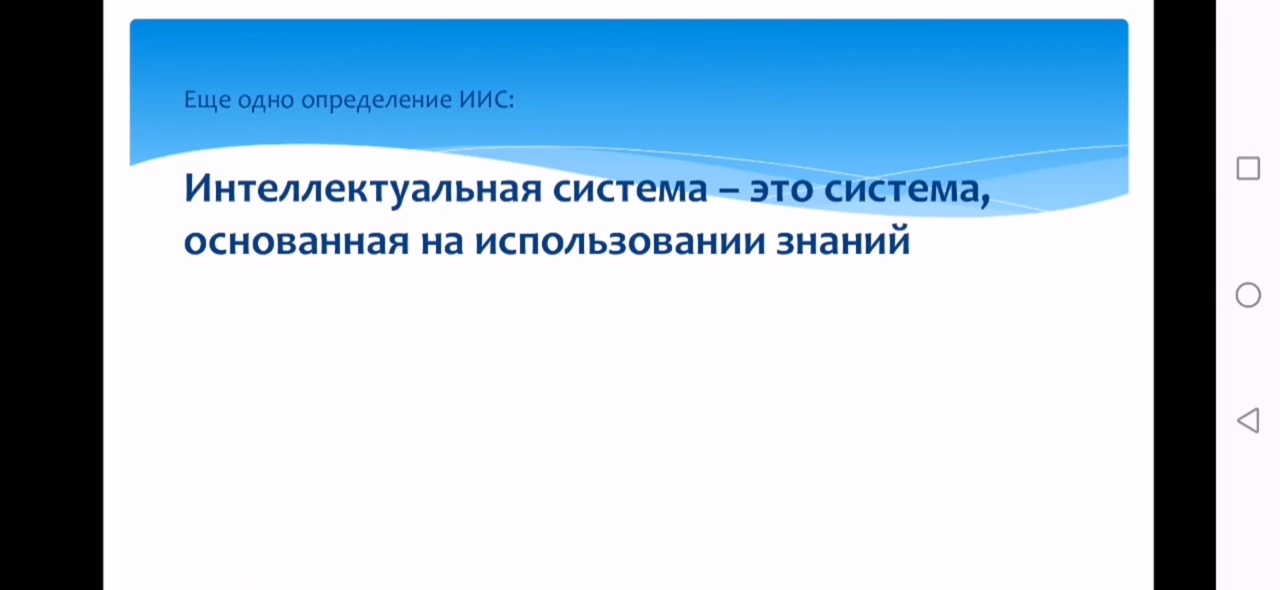 Еще одно определение ИИС:
Интеллектуальная система – это система,
основанная на использовании знаний